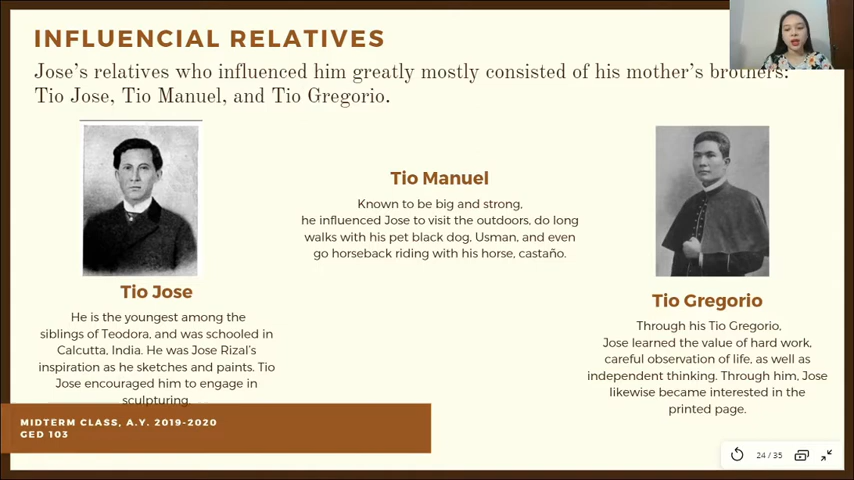 INFLUENCIAL RELATIVES
Jose's relatives who influenced him greatly mostly consisted of his mother's brothers:
Tio Jose, Tio Manuel, and Tio Gregorio.
Tio Jose
He is the youngest among the
siblings of Teodora, and was schooled in
Calcutta, India. He was Jose Rizal's
inspiration as he sketches and paints. Tio
Jose encouraged him to engage in
sculpturing.
Tio Manuel
Known to be big and strong,
he influenced Jose to visit the outdoors, do long
walks with his pet black dog, Usman, and even
go horseback riding with his horse, castaño.
Tio Gregorio
Through his Tio Gregorio,
Jose learned the value of hard work,
careful observation of life, as well as
independent thinking. Through him, Jose
likewise became interested in the
printed page.
MIDTERM CLASS, A.Y. 2019-2020
GED 103
24 / 35